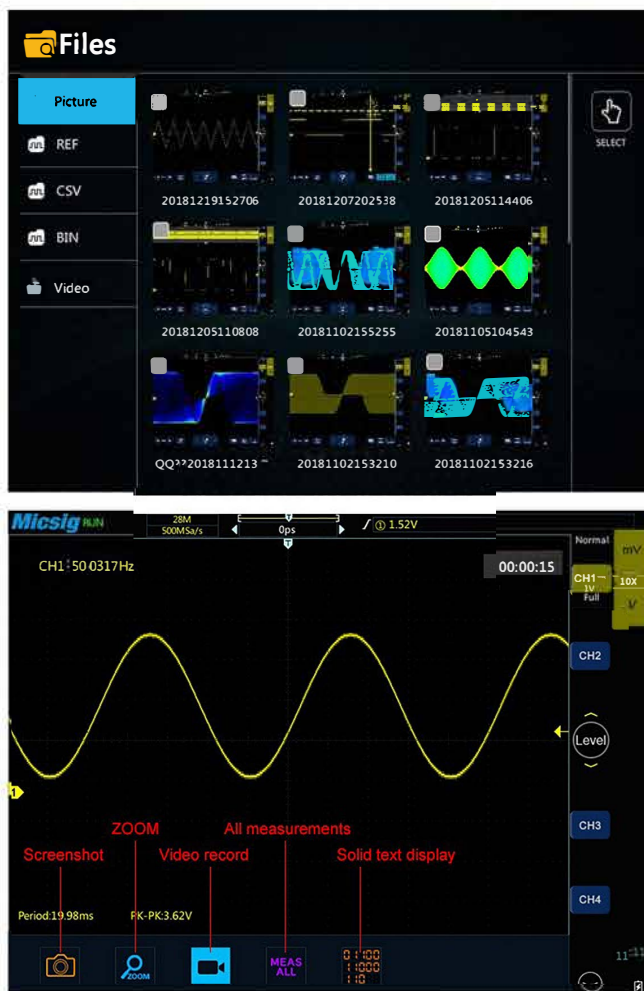 Files
Picture
REF
CSV
BIN
Video
SELECT
20181219152706
20181207202538
20181205114406
20181205110808
20181102155255
20181105104543
20181102153210
20181102153216
Micsig RUN
28M
500MSa/s
0ps
1.52V
CH1: 50.0317Hz
00:00:15
Normal
mV
CH1
10X
1V
Full
V
CH2
Level
CH3
CH4
ZOOM
All measurements
Screenshot
Video record
Solid text display
Period:19.98ms
PK-PK:3.62V
ZOOM
MEAS
ALL